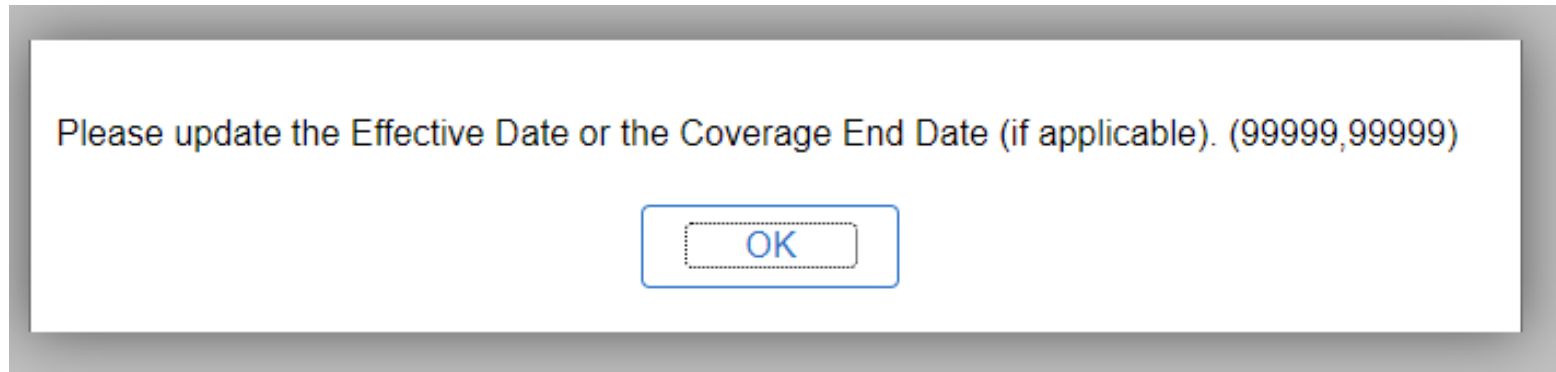 Please update the Effective Date or the Coverage End Date (if applicable). (99999,99999)
OK